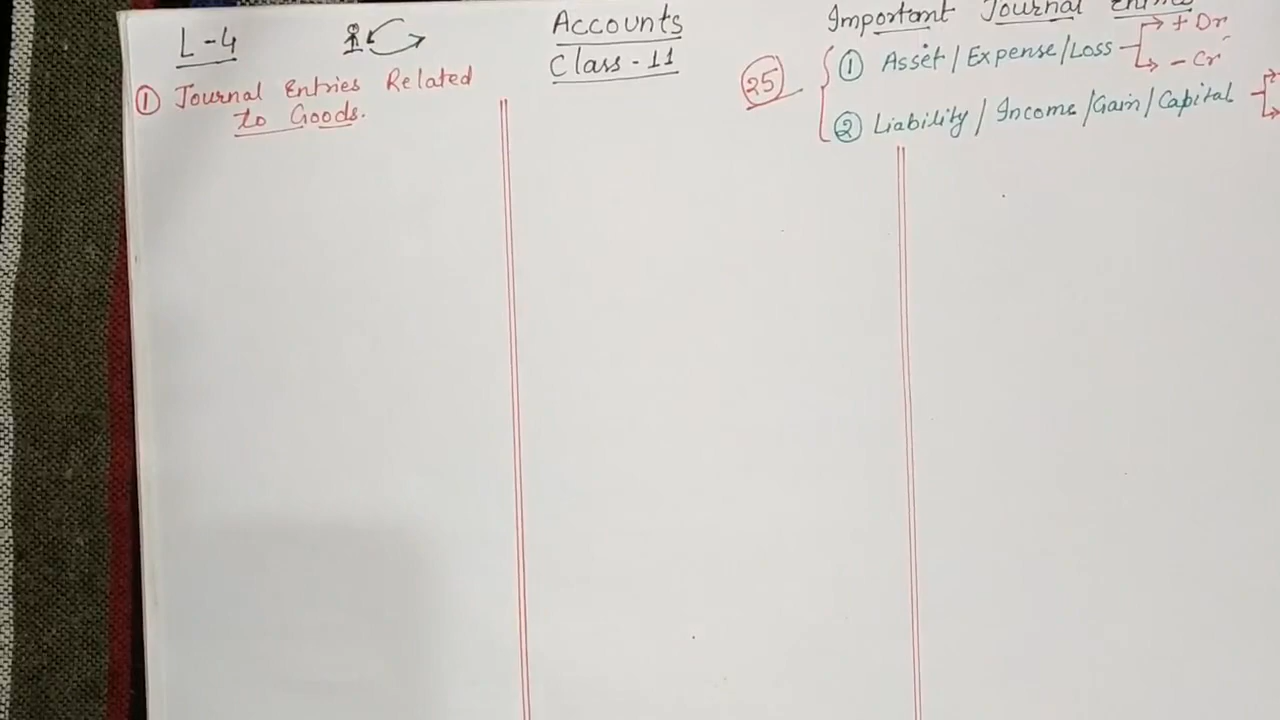 L-4
① Journal Entries Related
to Goods.
Accounts
Class-11
Important Journal
25
① Asset/Expense/Loss + Dr
- Cr
② Liability/Income/Gain/Capital